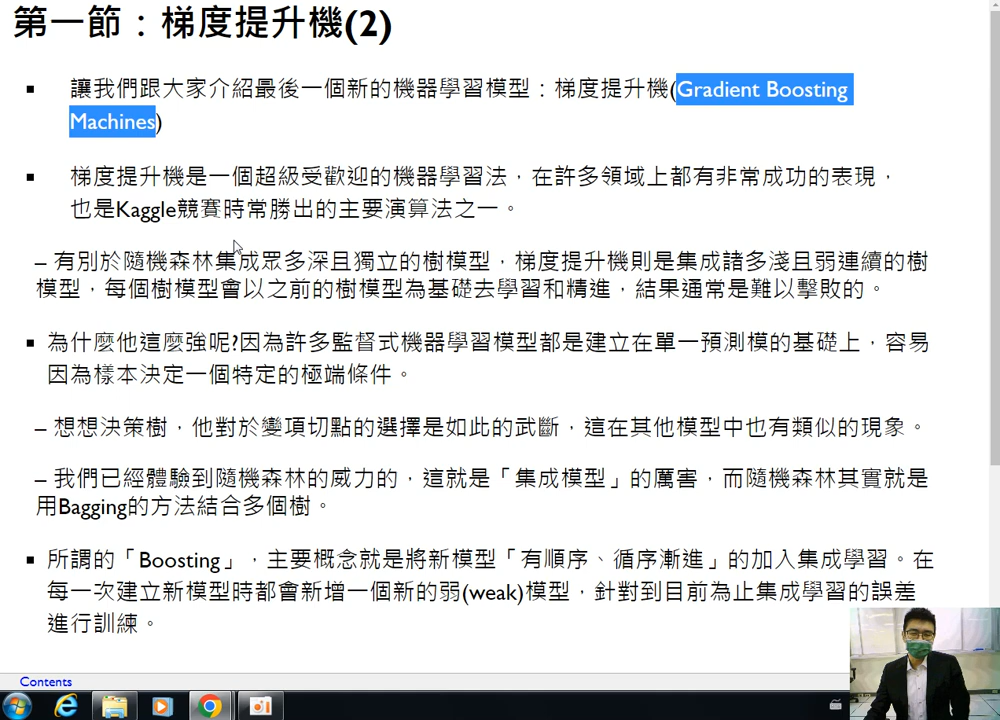 第一節：梯度提升機(2)
▪ 讓我們跟大家介紹最後一個新的機器學習模型：梯度提升機(Gradient Boosting
Machines)
▪ 梯度提升機是一個超級受歡迎的機器學習法，在許多領域上都有非常成功的表現，
也是Kaggle競賽時常勝出的主要演算法之一。
– 有別於隨機森林集成眾多深且獨立的樹模型，梯度提升機則是集成諸多淺且弱連續的樹
模型，每個樹模型會以之前的樹模型為基礎去學習和精進，結果通常是難以擊敗的。
▪ 為什麼他這麼強呢?因為許多監督式機器學習模型都是建立在單一預測模的基礎上，容易
因為樣本決定一個特定的極端條件。
– 想想決策樹，他對於變項切點的選擇是如此的武斷，這在其他模型中也有類似的現象。
– 我們已經體驗到隨機森林的威力的，這就是「集成模型」的厲害，而隨機森林其實就是
用Bagging的方法結合多個樹。
▪ 所謂的「Boosting」，主要概念就是將新模型「有順序、循序漸進」的加入集成學習。在
每一次建立新模型時都會新增一個新的弱(weak)模型，針對到目前為止集成學習的誤差
進行訓練。
Contents